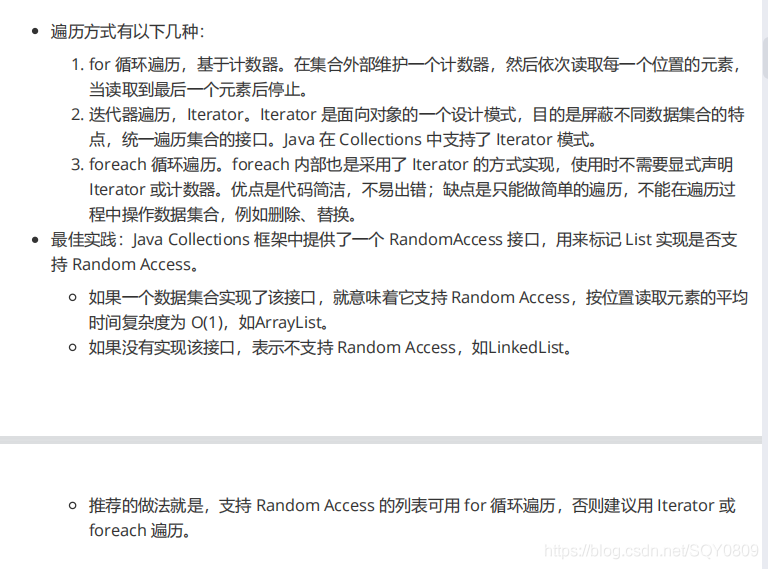 遍历方式有以下几种：
1. for 循环遍历，基于计数器。在集合外部维护一个计数器，然后依次读取每一个位置的元素，
当读取到最后一个元素后停止。
2. 迭代器遍历，Iterator。Iterator 是面向对象的一个设计模式，目的是屏蔽不同数据集合的特
点，统一遍历集合的接口。Java 在 Collections 中支持了 Iterator 模式。
3. foreach 循环遍历。foreach 内部也是采用了 Iterator 的方式实现，使用时不需要显式声明
Iterator 或计数器。优点是代码简洁，不易出错；缺点是只能做简单的遍历，不能在遍历过
程中操作数据集合，例如删除、替换。
最佳实践：Java Collections 框架中提供了一个 RandomAccess 接口，用来标记 List 实现是否支
持 Random Access。
如果一个数据集合实现了该接口，就意味着它支持 Random Access，按位置读取元素的平均
时间复杂度为 O(1)，如ArrayList。
如果没有实现该接口，表示不支持 Random Access，如LinkedList。
推荐的做法就是，支持 Random Access 的列表可用 for 循环遍历，否则建议用 Iterator 或
foreach 遍历。
https://blog.csdn.net/SQY0809